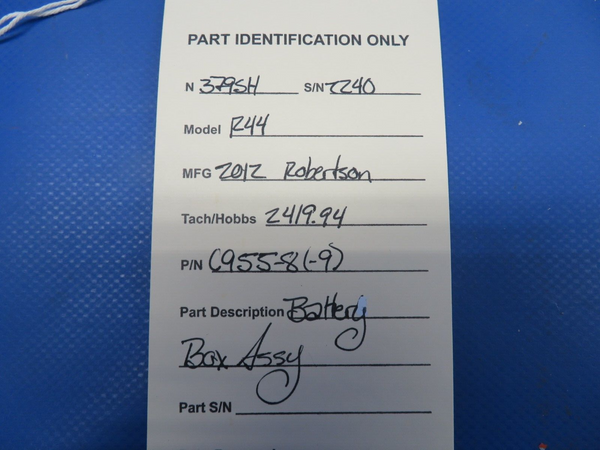 PART IDENTIFICATION ONLY
N 379SH S/N 2240
Model R44
MFG 2012 Robertson
Tach/Hobbs 2419.94
P/N C955-8(-9)
Part Description Battery
Box Assy
Part S/N